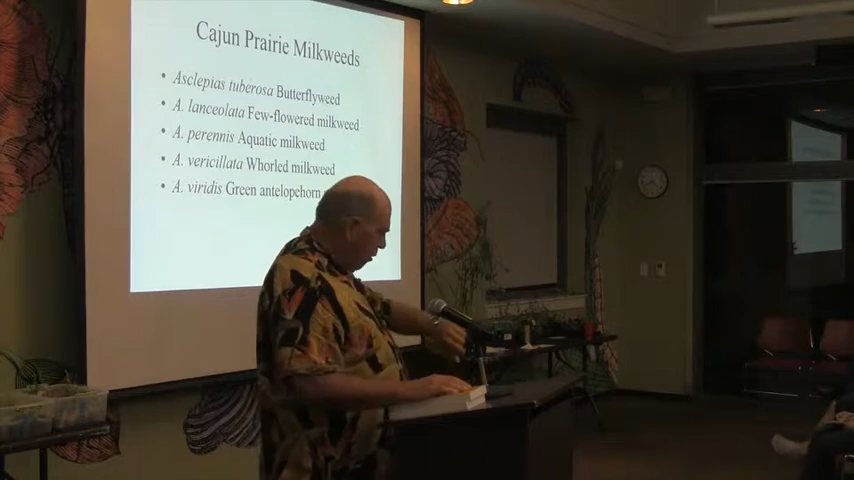 Cajun Prairie Milkweeds
• Asclepias tuberosa Butterflyweed
• A. lanceolata Few-flowered milkweed
• A. perennis Aquatic milkweed
• A. vericillata Whorled milkweed
• A. viridis Green antelopehorn